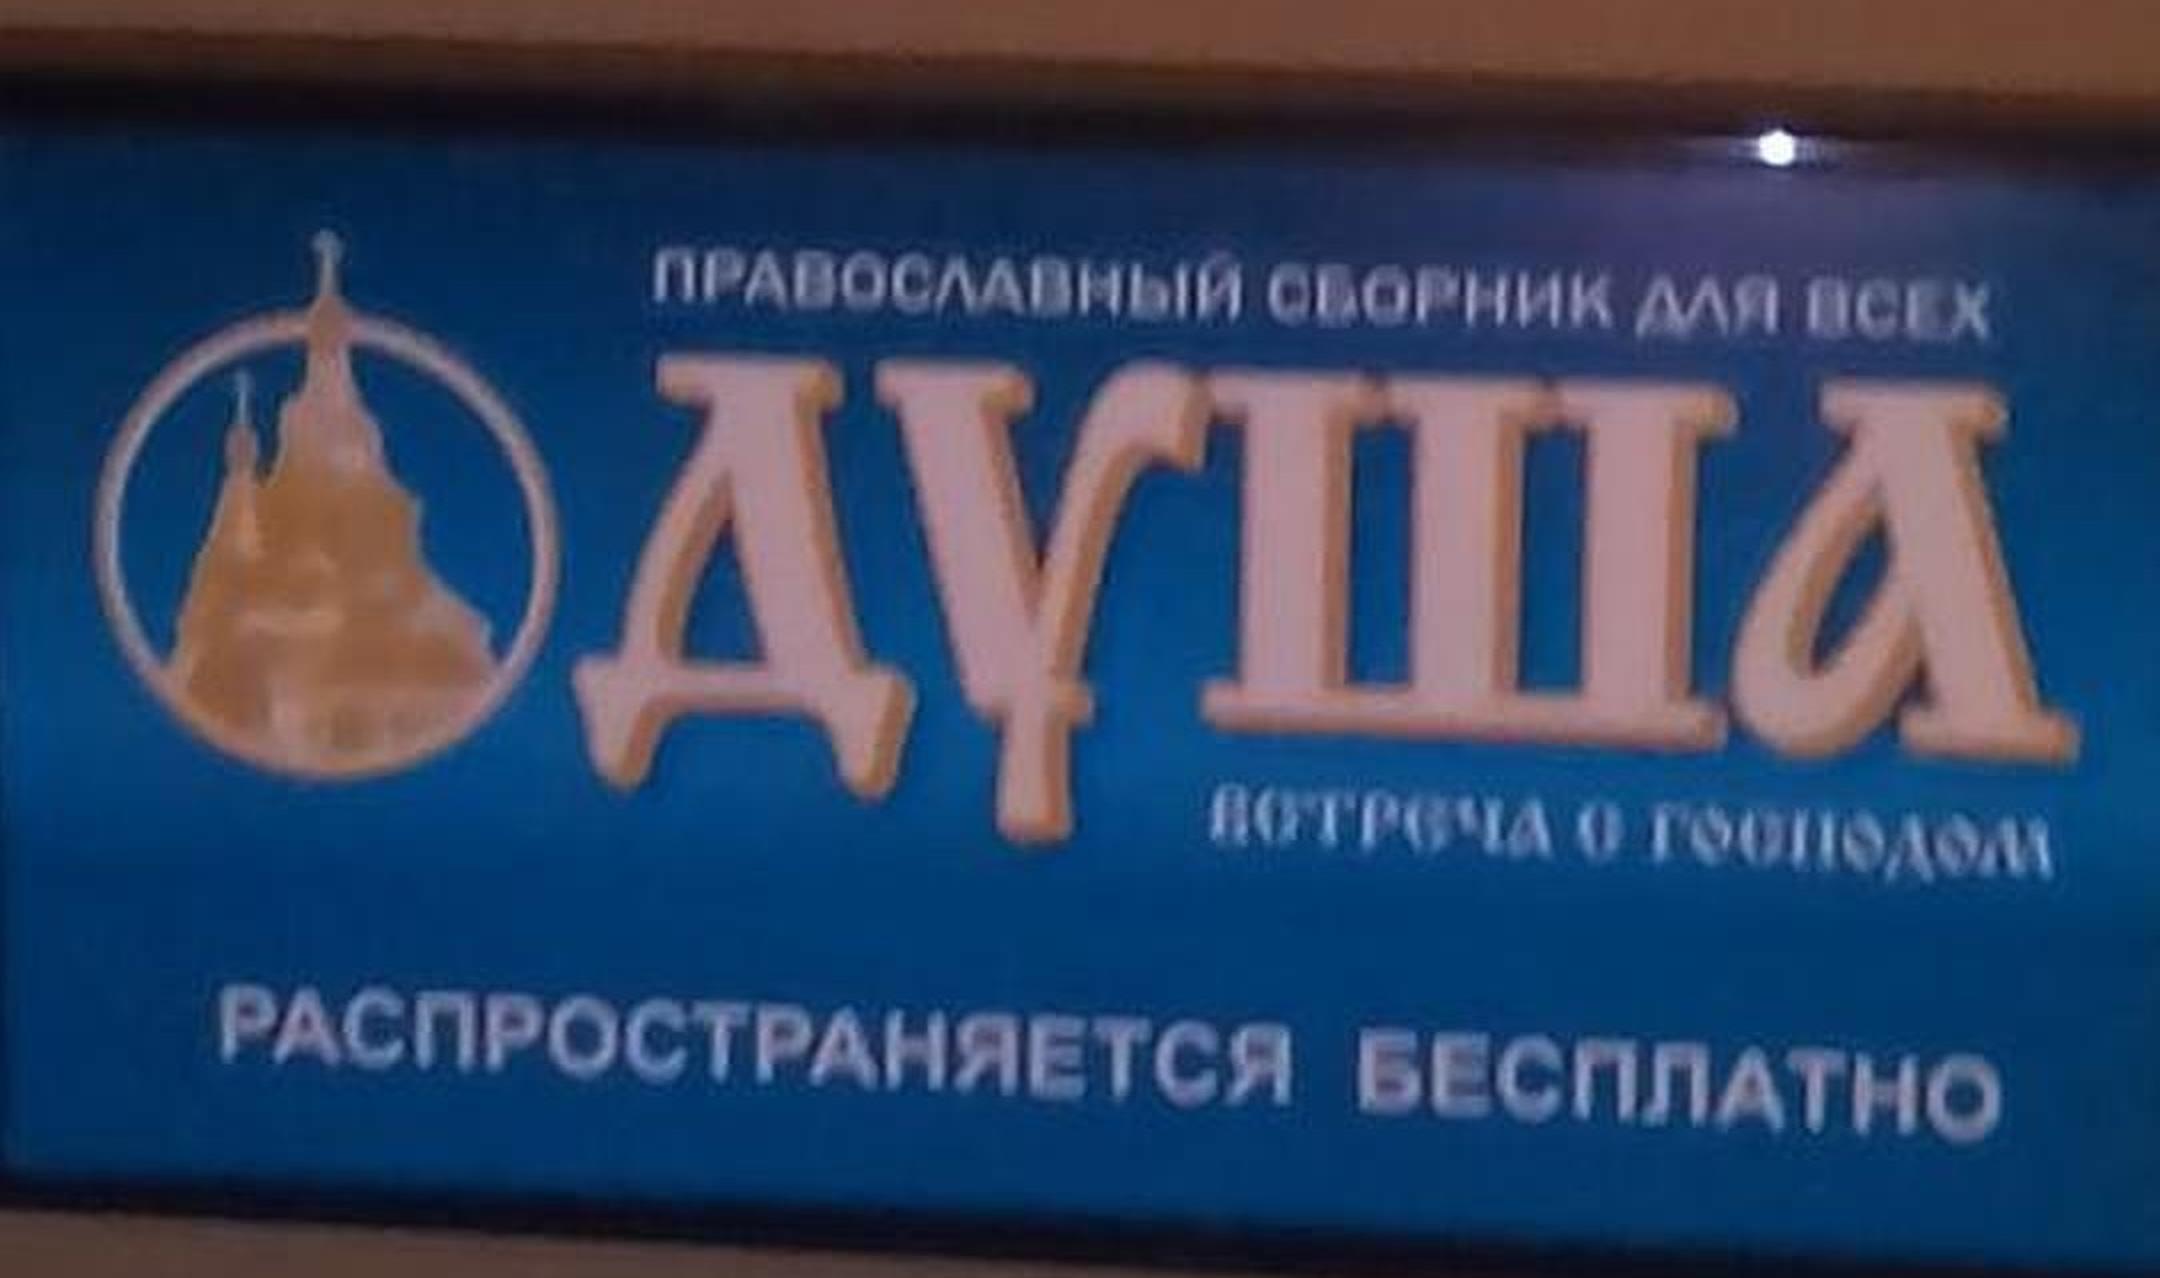 ПРАВОСЛАВНЫЙ СБОРНИК ДЛЯ ВСЕХ
ДУША
ВСТРЕЧА С ГОСПОДОМ
РАСПРОСТРАНЯЕТСЯ БЕСПЛАТНО